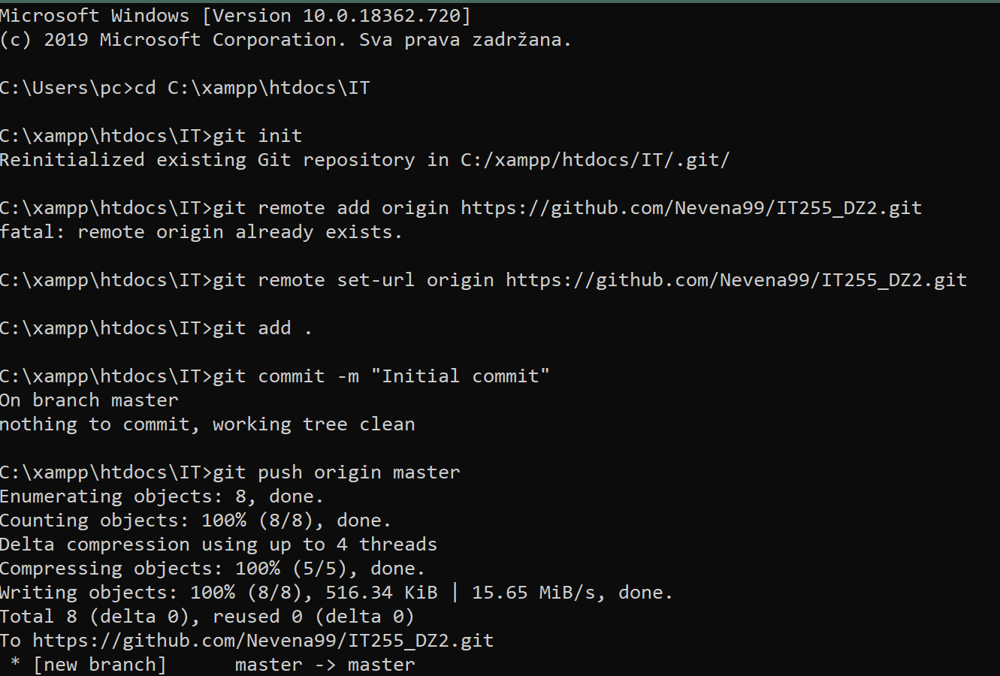 Microsoft Windows [Version 10.0.18362.720]
(c) 2019 Microsoft Corporation. Sva prava zadržana.
C:\Users\pc>cd C:\xampp\htdocs\IT
C:\xampp\htdocs\IT>git init
Reinitialized existing Git repository in C:/xampp/htdocs/IT/.git/
C:\xampp\htdocs\IT>git remote add origin https://github.com/Nevena99/IT255_DZ2.git
fatal: remote origin already exists.
C:\xampp\htdocs\IT>git remote set-url origin https://github.com/Nevena99/IT255_DZ2.git
C:\xampp\htdocs\IT>git add .
C:\xampp\htdocs\IT>git commit -m "Initial commit"
On branch master
nothing to commit, working tree clean
C:\xampp\htdocs\IT>git push origin master
Enumerating objects: 8, done.
Counting objects: 100% (8/8), done.
Delta compression using up to 4 threads
Compressing objects: 100% (5/5), done.
Writing objects: 100% (8/8), 516.34 KiB | 15.65 MiB/s, done.
Total 8 (delta 0), reused 0 (delta 0)
To https://github.com/Nevena99/IT255_DZ2.git
 * [new branch]      master -> master